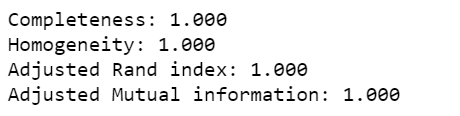 Completeness: 1.000
Homogeneity: 1.000
Adjusted Rand index: 1.000
Adjusted Mutual information: 1.000